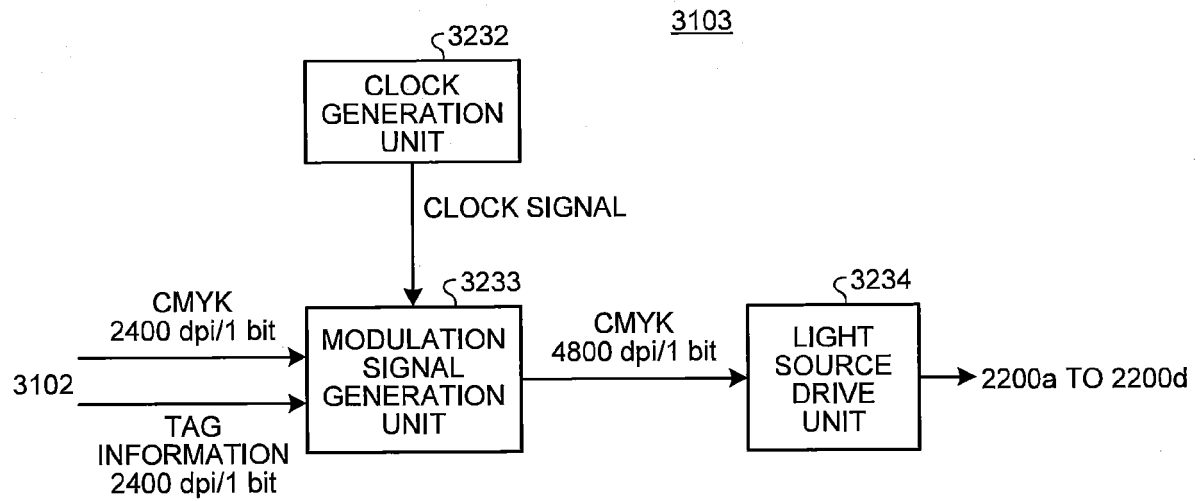 3103
3232
CLOCK
GENERATION
UNIT
CLOCK SIGNAL
3233
3234
CMYK
2400 dpi/1 bit
3102
TAG
INFORMATION
2400 dpi/1 bit
MODULATION
SIGNAL
GENERATION
UNIT
CMYK
4800 dpi/1 bit
LIGHT
SOURCE
DRIVE
UNIT
2200a TO 2200d